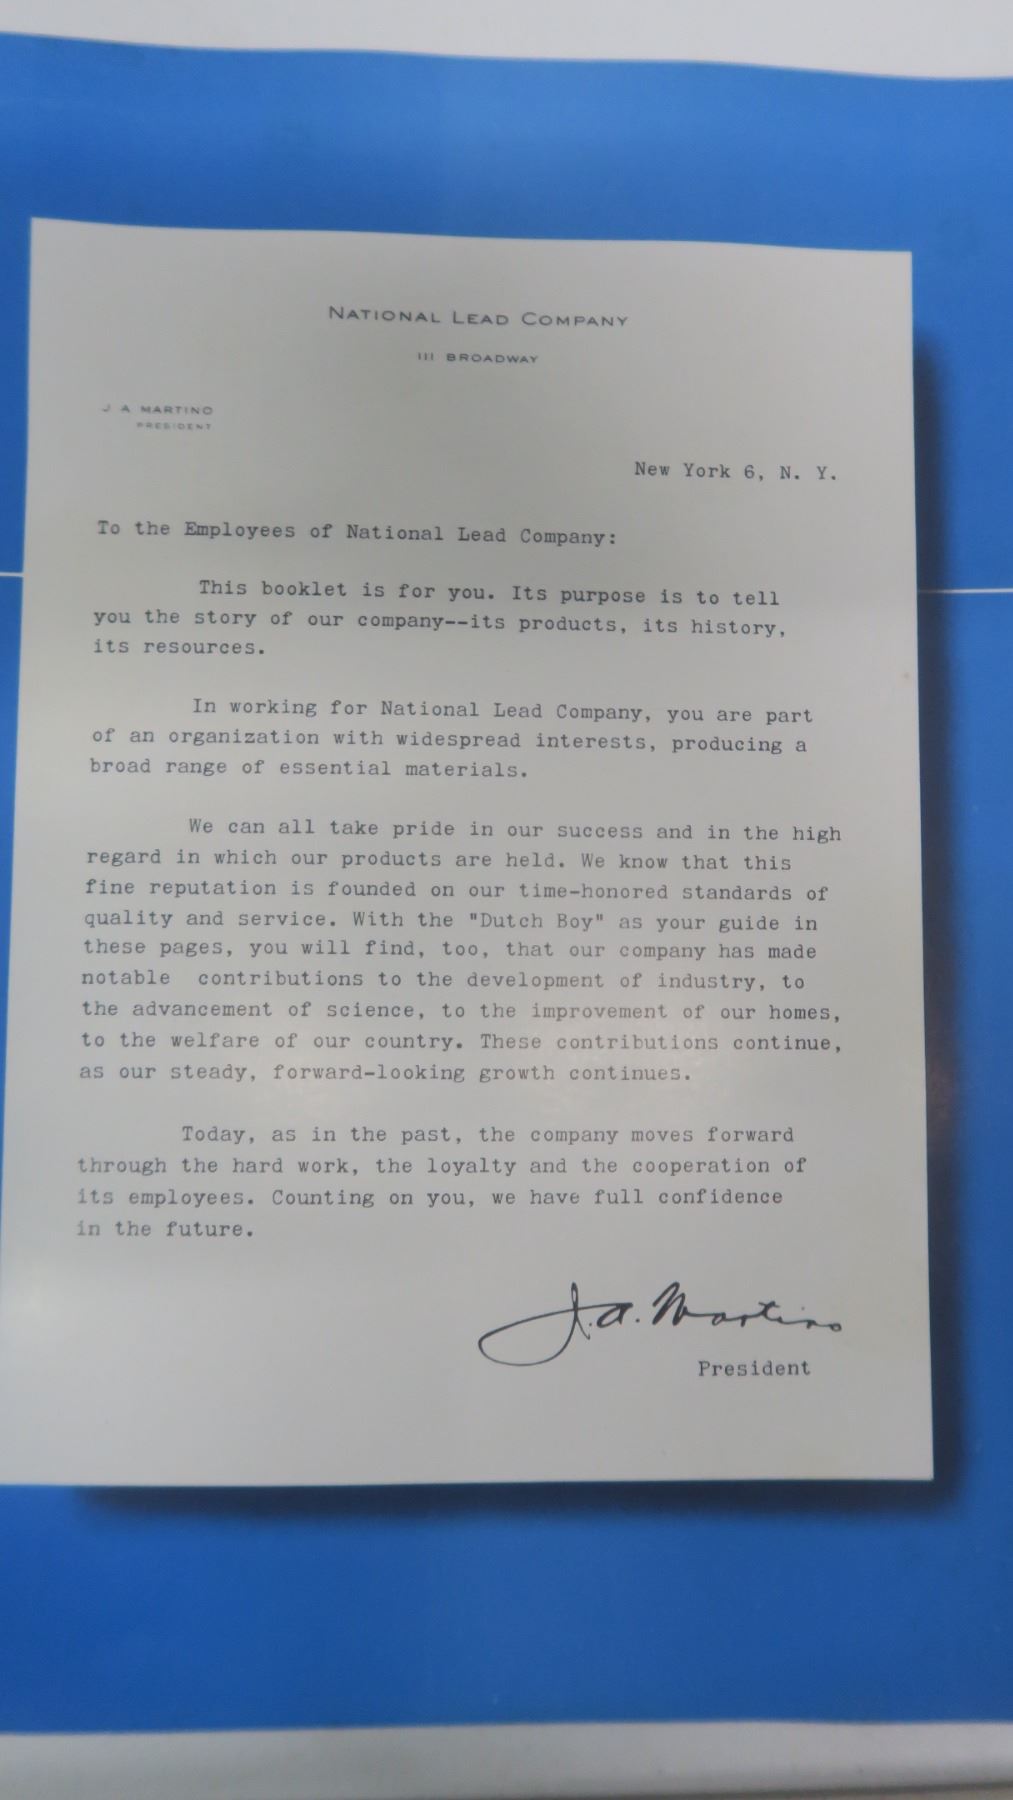 NATIONAL LEAD COMPANY
111 BROADWAY
J A MARTINO
PRESIDENT
New York 6, N. Y.
To the Employees of National Lead Company:
This booklet is for you. Its purpose is to tell
you the story of our company--its products, its history,
its resources.
In working for National Lead Company, you are part
of an organization with widespread interests, producing a
broad range of essential materials.
We can all take pride in our success and in the high
regard in which our products are held. We know that this
fine reputation is founded on our time-honored standards of
quality and service. With the "Dutch Boy" as your guide in
these pages, you will find, too, that our company has made
notable contributions to the development of industry, to
the advancement of science, to the improvement of our homes,
to the welfare of our country. These contributions continue,
as our steady, forward-looking growth continues.
Today, as in the past, the company moves forward
through the hard work, the loyalty and the cooperation of
its employees. Counting on you, we have full confidence
in the future.
J. A. Martino
President